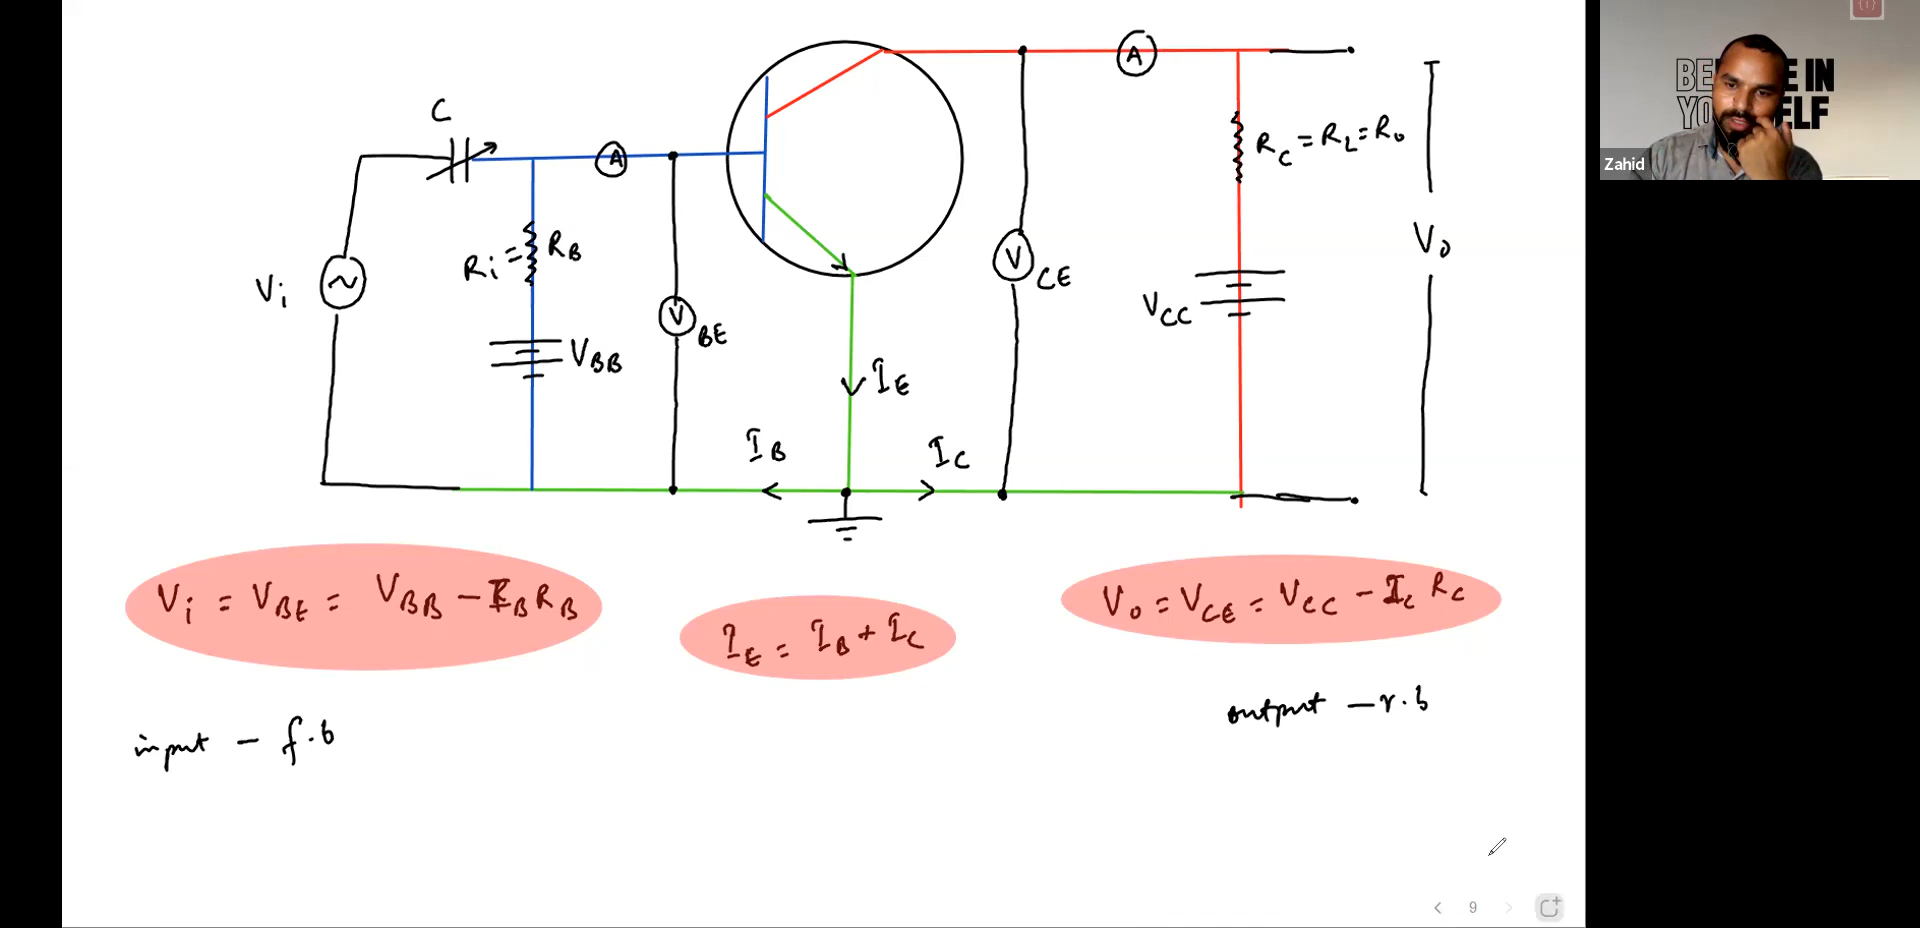 C
A
A
Rc = RL = Ro
Ri = RB
Vi
V BE
V CE
VBB
VCC
Vo
IE
IB
IC
Vi = VBE = VBB - IBRB
IE = IB + IC
Vo = VCE = VCC - IC RC
input - f.b
output - r.b
9
Zahid